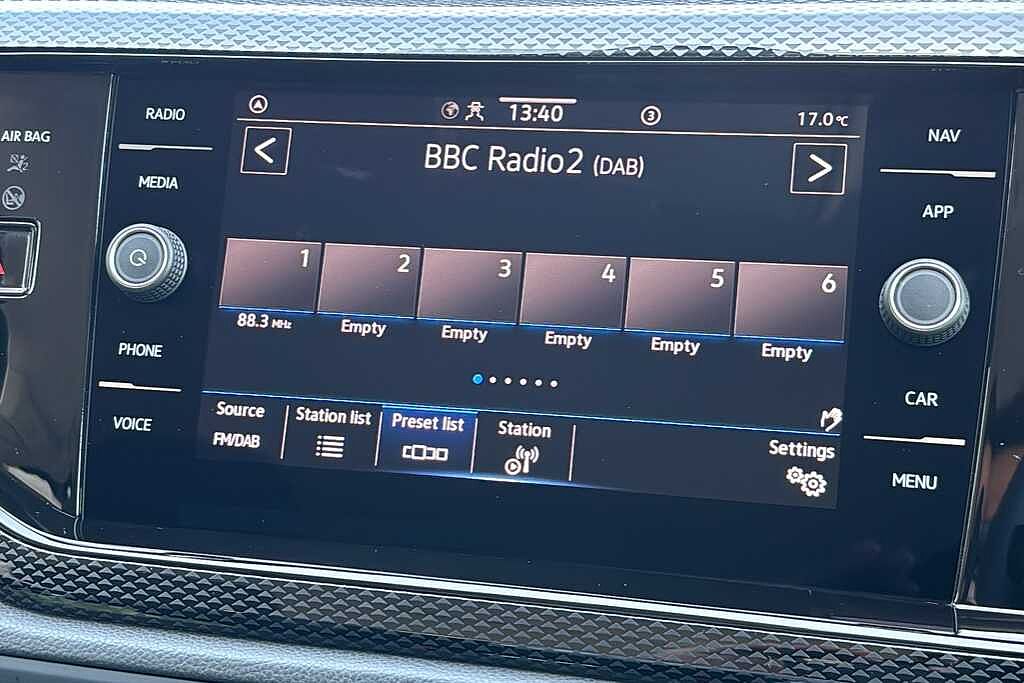 AIR BAG
RADIO
MEDIA
PHONE
VOICE
13:40
3
17.0°C
BBC Radio2 (DAB)
1
2
3
4
5
6
88.3 MHz
Empty
Empty
Empty
Empty
Empty
Source
FM/DAB
Station list
Preset list
Station
Settings
NAV
APP
CAR
MENU